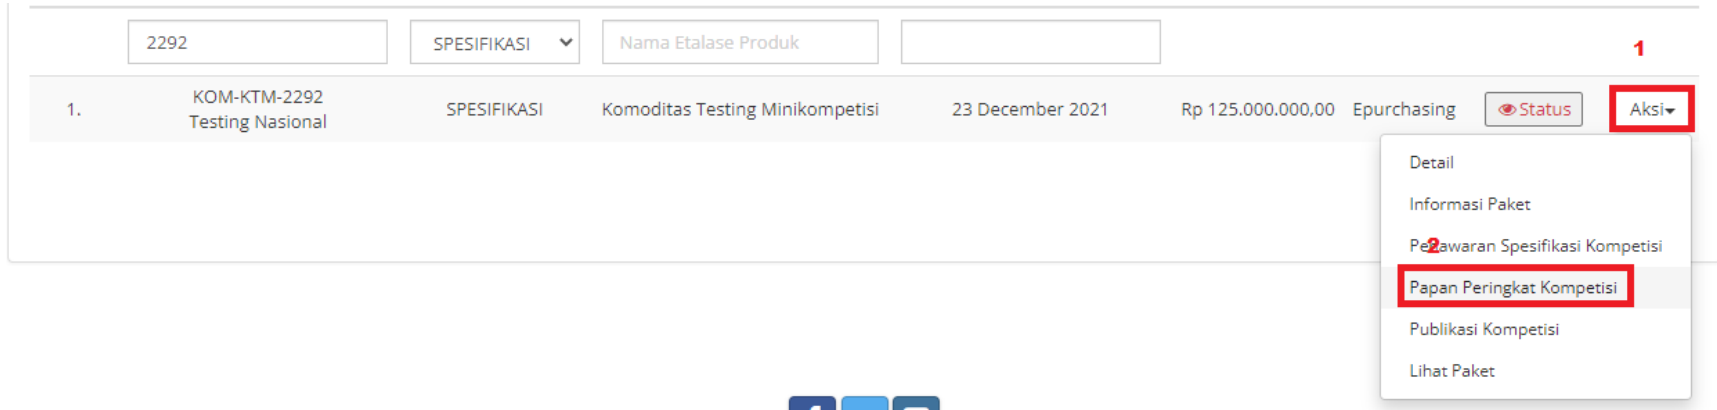 2292 SPESIFIKASI Nama Etalase Produk
1
1. KOM-KTM-2292 Testing Nasional SPESIFIKASI Komoditas Testing Minikompetisi 23 December 2021 Rp 125.000.000,00 Epurchasing Status Aksi
Detail
Informasi Paket
2
Penawaran Spesifikasi Kompetisi
Papan Peringkat Kompetisi
Publikasi Kompetisi
Lihat Paket